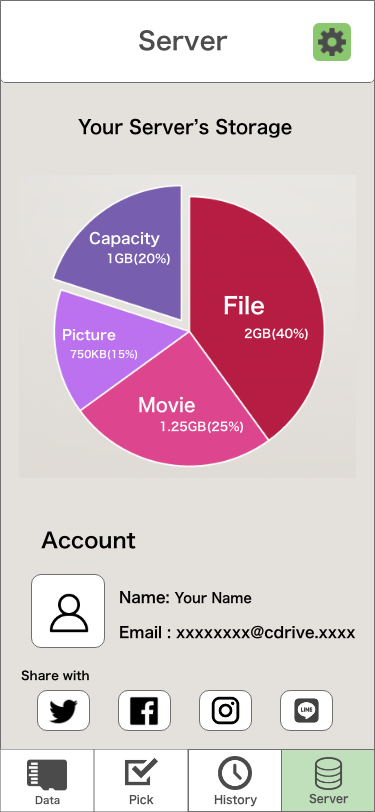 Server
Your Server’s Storage
Capacity
1GB(20%)
File
2GB(40%)
Picture
750KB(15%)
Movie
1.25GB(25%)
Account
Name: Your Name
Email : xxxxxxxx@cdrive.xxxx
Share with
LINE
Data
Pick
History
Server